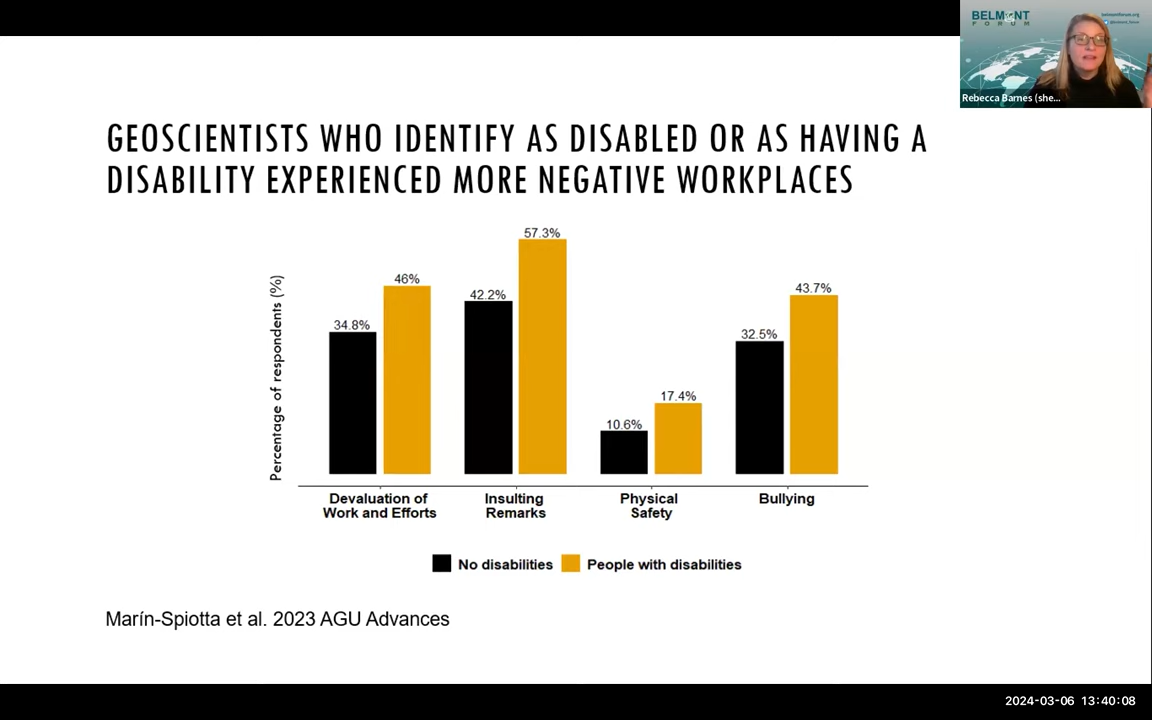 BELMONT
FORUM
Rebecca Barnes (she...
GEOSCIENTISTS WHO IDENTIFY AS DISABLED OR AS HAVING A
DISABILITY EXPERIENCED MORE NEGATIVE WORKPLACES
Percentage of respondents (%)
34.8%
46%
42.2%
57.3%
10.6%
17.4%
32.5%
43.7%
Devaluation of
Work and Efforts
Insulting
Remarks
Physical
Safety
Bullying
No disabilities
People with disabilities
Marín-Spiotta et al. 2023 AGU Advances
2024-03-06 13:40:08